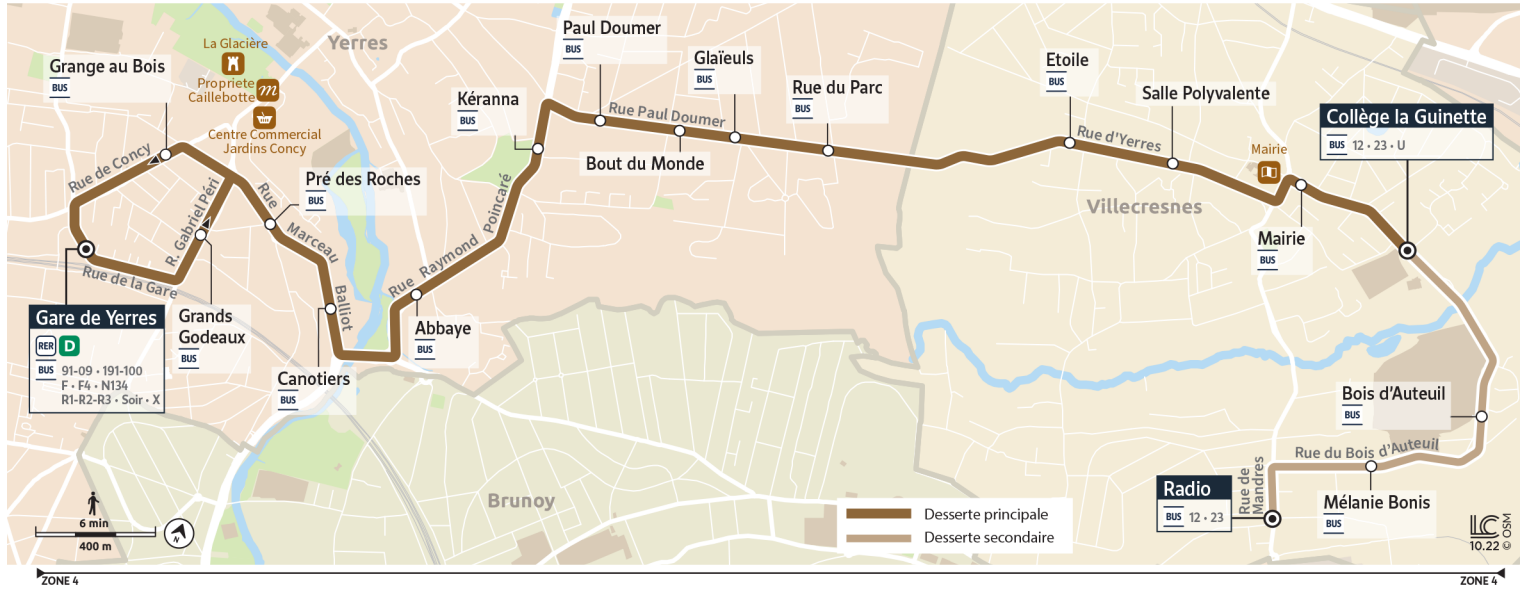 Paul Doumer
BUS
La Glacière
Yerres
Grange au Bois
BUS
Propriete
Caillebotte
m
Glaïeuls
BUS
Etoile
BUS
Rue du Parc
BUS
Salle Polyvalente
Kéranna
BUS
Rue Paul Doumer
Collège la Guinette
BUS 12 • 23 • U
Centre Commercial
Jardins Concy
Rue d'Yerres
Mairie
Bout du Monde
Rue de Concy
Pré des Roches
BUS
R. Gabriel Péri
Rue Marceau
Balliot
Rue Raymond Poincaré
Villecresnes
Mairie
BUS
Rue de la Gare
Gare de Yerres
RER D
BUS 91-09 • 191-100
F • F4 • N134
R1-R2-R3 • Soir • X
Grands
Godeaux
BUS
Abbaye
BUS
Canotiers
BUS
Bois d'Auteuil
BUS
Rue du Bois d'Auteuil
Rue de
Mandres
Radio
BUS 12 • 23
Mélanie Bonis
BUS
Brunoy
Desserte principale
Desserte secondaire
6 min
400 m
N
LC
10.22 © OSM
ZONE 4
ZONE 4